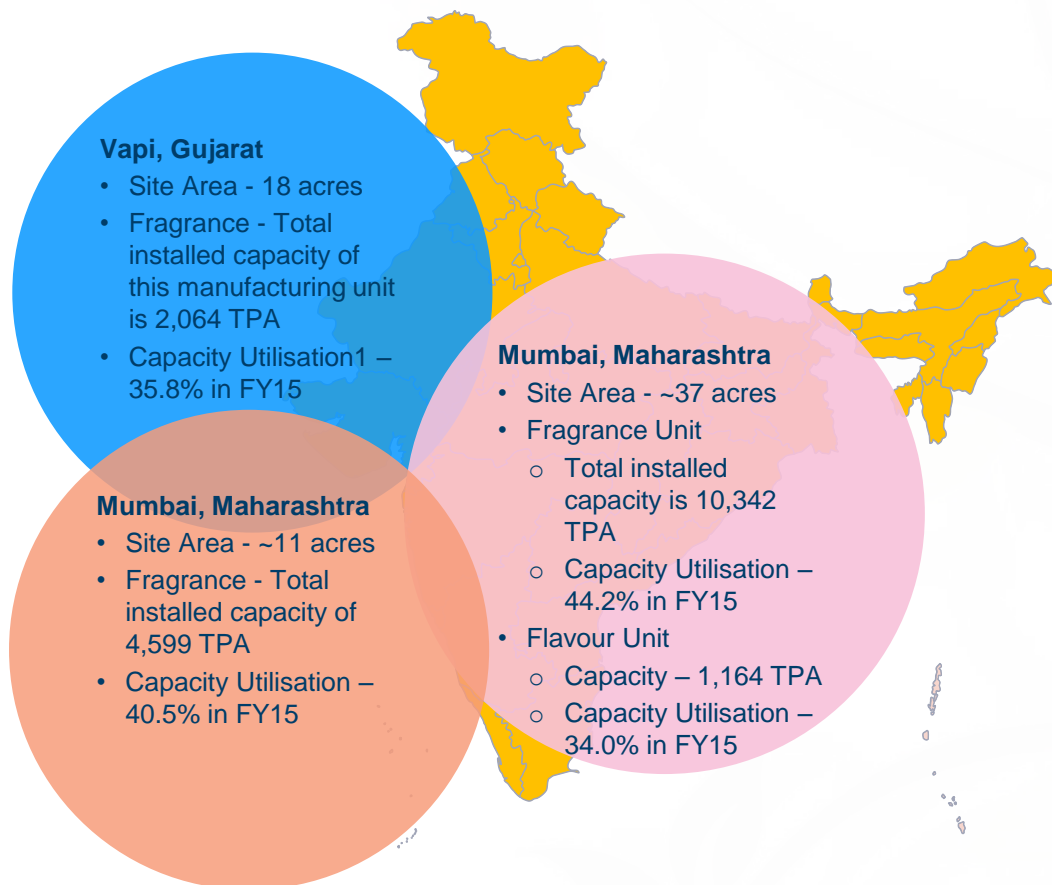 Vapi, Gujarat
• Site Area - 18 acres
• Fragrance - Total
installed capacity of
this manufacturing unit
is 2,064 TPA
• Capacity Utilisation1 –
35.8% in FY15
Mumbai, Maharashtra
• Site Area - ~11 acres
• Fragrance - Total
installed capacity of
4,599 TPA
• Capacity Utilisation –
40.5% in FY15
Mumbai, Maharashtra
• Site Area - ~37 acres
• Fragrance Unit
o Total installed
capacity is 10,342
TPA
o Capacity Utilisation –
44.2% in FY15
• Flavour Unit
o Capacity – 1,164 TPA
o Capacity Utilisation –
34.0% in FY15